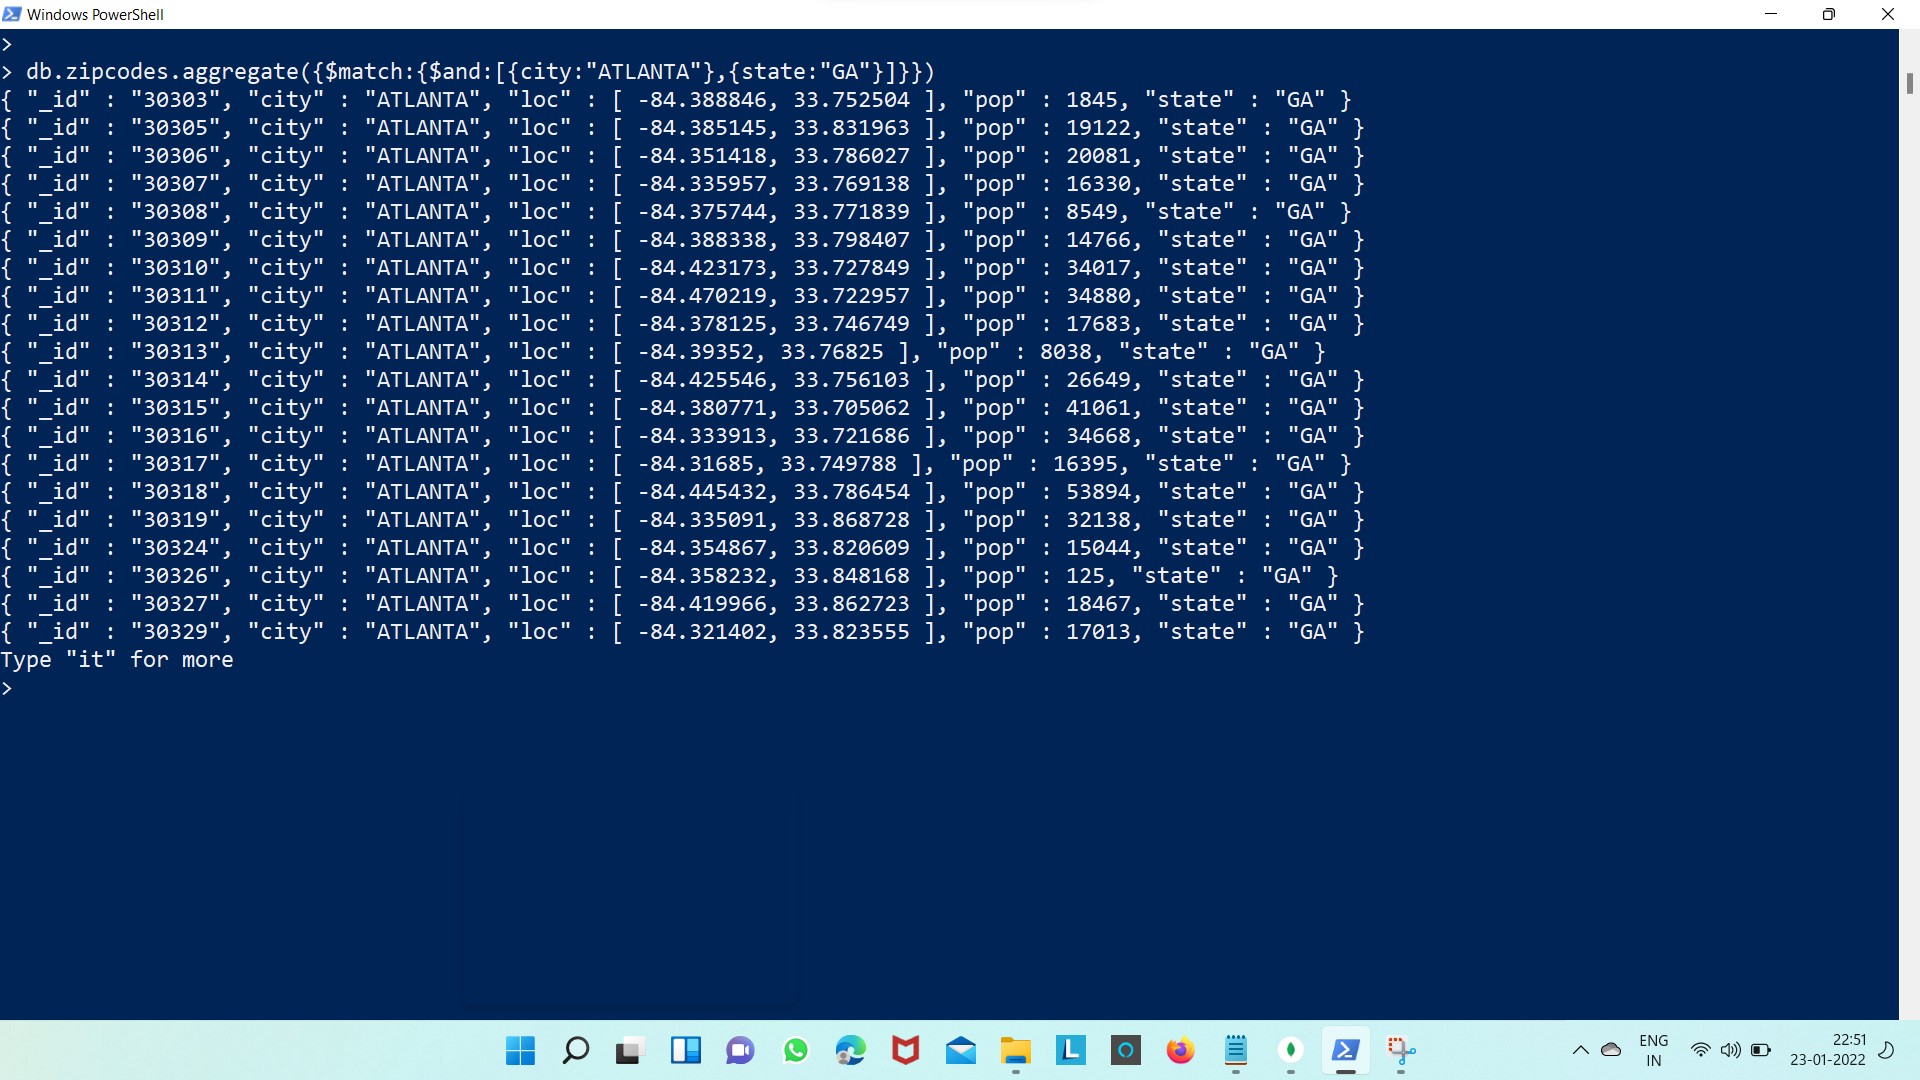 Windows PowerShell
>
> db.zipcodes.aggregate({$match:{$and:[{city:"ATLANTA"},{state:"GA"}]}})
{ "_id" : "30303", "city" : "ATLANTA", "loc" : [ -84.388846, 33.752504 ], "pop" : 1845, "state" : "GA" }
{ "_id" : "30305", "city" : "ATLANTA", "loc" : [ -84.385145, 33.831963 ], "pop" : 19122, "state" : "GA" }
{ "_id" : "30306", "city" : "ATLANTA", "loc" : [ -84.351418, 33.786027 ], "pop" : 20081, "state" : "GA" }
{ "_id" : "30307", "city" : "ATLANTA", "loc" : [ -84.335957, 33.769138 ], "pop" : 16330, "state" : "GA" }
{ "_id" : "30308", "city" : "ATLANTA", "loc" : [ -84.375744, 33.771839 ], "pop" : 8549, "state" : "GA" }
{ "_id" : "30309", "city" : "ATLANTA", "loc" : [ -84.388338, 33.798407 ], "pop" : 14766, "state" : "GA" }
{ "_id" : "30310", "city" : "ATLANTA", "loc" : [ -84.423173, 33.727849 ], "pop" : 34017, "state" : "GA" }
{ "_id" : "30311", "city" : "ATLANTA", "loc" : [ -84.470219, 33.722957 ], "pop" : 34880, "state" : "GA" }
{ "_id" : "30312", "city" : "ATLANTA", "loc" : [ -84.378125, 33.746749 ], "pop" : 17683, "state" : "GA" }
{ "_id" : "30313", "city" : "ATLANTA", "loc" : [ -84.39352, 33.76825 ], "pop" : 8038, "state" : "GA" }
{ "_id" : "30314", "city" : "ATLANTA", "loc" : [ -84.425546, 33.756103 ], "pop" : 26649, "state" : "GA" }
{ "_id" : "30315", "city" : "ATLANTA", "loc" : [ -84.380771, 33.705062 ], "pop" : 41061, "state" : "GA" }
{ "_id" : "30316", "city" : "ATLANTA", "loc" : [ -84.333913, 33.721686 ], "pop" : 34668, "state" : "GA" }
{ "_id" : "30317", "city" : "ATLANTA", "loc" : [ -84.31685, 33.749788 ], "pop" : 16395, "state" : "GA" }
{ "_id" : "30318", "city" : "ATLANTA", "loc" : [ -84.445432, 33.786454 ], "pop" : 53894, "state" : "GA" }
{ "_id" : "30319", "city" : "ATLANTA", "loc" : [ -84.335091, 33.868728 ], "pop" : 32138, "state" : "GA" }
{ "_id" : "30324", "city" : "ATLANTA", "loc" : [ -84.354867, 33.820609 ], "pop" : 15044, "state" : "GA" }
{ "_id" : "30326", "city" : "ATLANTA", "loc" : [ -84.358232, 33.848168 ], "pop" : 125, "state" : "GA" }
{ "_id" : "30327", "city" : "ATLANTA", "loc" : [ -84.419966, 33.862723 ], "pop" : 18467, "state" : "GA" }
{ "_id" : "30329", "city" : "ATLANTA", "loc" : [ -84.321402, 33.823555 ], "pop" : 17013, "state" : "GA" }
Type "it" for more
>
L
ENG
IN
22:51
23-01-2022